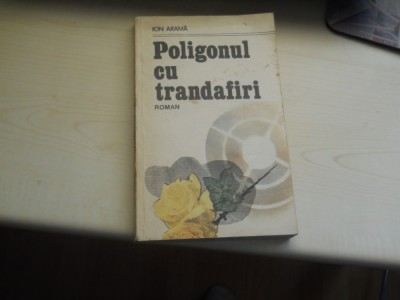 ION ARAMĂ
Poligonul
cu
trandafiri
ROMAN